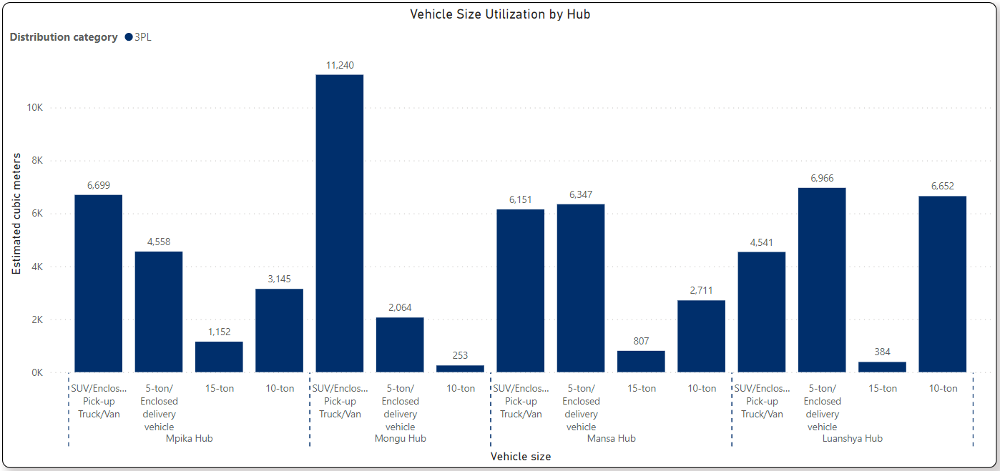 Vehicle Size Utilization by Hub
Distribution category 3PL
Estimated cubic meters
10K
8K
6K
4K
2K
0K
6,699
4,558
1,152
3,145
11,240
2,064
253
6,151
6,347
807
2,711
4,541
6,966
384
6,652
SUV/Enclos...
Pick-up
Truck/Van
5-ton/
Enclosed
delivery
vehicle
15-ton
10-ton
Mpika Hub
SUV/Enclos...
Pick-up
Truck/Van
5-ton/
Enclosed
delivery
vehicle
10-ton
Mongu Hub
SUV/Enclos...
Pick-up
Truck/Van
5-ton/
Enclosed
delivery
vehicle
15-ton
10-ton
Mansa Hub
SUV/Enclos...
Pick-up
Truck/Van
5-ton/
Enclosed
delivery
vehicle
15-ton
10-ton
Luanshya Hub
Vehicle size